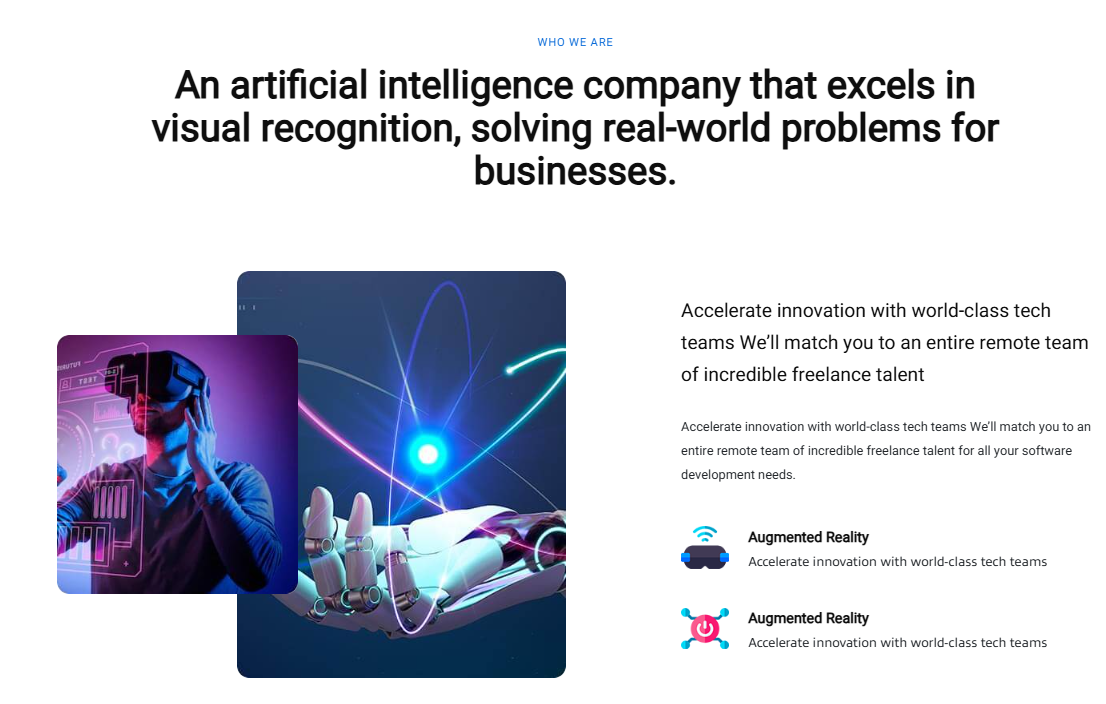 WHO WE ARE
An artificial intelligence company that excels in
visual recognition, solving real-world problems for
businesses.
Accelerate innovation with world-class tech
teams We’ll match you to an entire remote team
of incredible freelance talent
Accelerate innovation with world-class tech teams We’ll match you to an
entire remote team of incredible freelance talent for all your software
development needs.
Augmented Reality
Accelerate innovation with world-class tech teams
Augmented Reality
Accelerate innovation with world-class tech teams